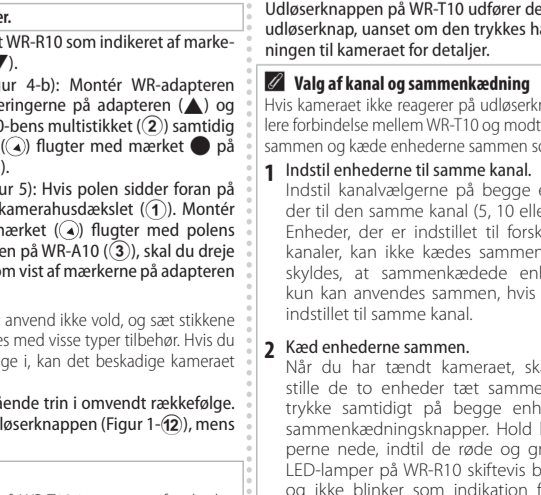 er.
t WR-R10 som indikeret af marke-
▼).
ur 4-b): Montér WR-adapteren
eringerne på adapteren (▲) og
0-bens multistikket (②) samtidig
(◀) flugter med mærket ● på
).
ur 5): Hvis polen sidder foran på
kamerahusdækslet (①). Montér
mærket (◀) flugter med polens
en på WR-A10 (③), skal du dreje
om vist af mærkerne på adapteren
anvend ikke vold, og sæt stikkene
es med visse typer tilbehør. Hvis du
ge i, kan det beskadige kameraet
ående trin i omvendt rækkefølge.
løserknappen (Figur 1-⑫), mens
Udløserknappen på WR-T10 udfører de
udløserknap, uanset om den trykkes ha
ningen til kameraet for detaljer.
Valg af kanal og sammenkædning
Hvis kameraet ikke reagerer på udløserkn
lere forbindelse mellem WR-T10 og modt
sammen og kæde enhederne sammen so
1 Indstil enhederne til samme kanal.
Indstil kanalvælgerne på begge e
der til den samme kanal (5, 10 elle
Enheder, der er indstillet til forsk
kanaler, kan ikke kædes sammen
skyldes, at sammenkædede enh
kun kan anvendes sammen, hvis
indstillet til samme kanal.
2 Kæd enhederne sammen.
Når du har tændt kameraet, ska
stille de to enheder tæt samme
trykke samtidigt på begge enh
sammenkædningsknapper. Hold k
perne nede, indtil de røde og gr
LED-lamper på WR-R10 skiftevis b
og ikke blinker som indikation f